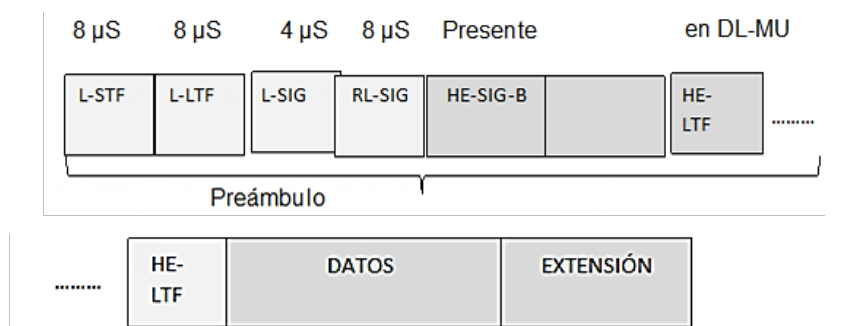 8 µS 8 µS 4 µS 8 µS Presente en DL-MU
L-STF L-LTF L-SIG RL-SIG HE-SIG-B HE-
LTF
.........
Preámbulo
......... HE-
LTF
DATOS EXTENSIÓN